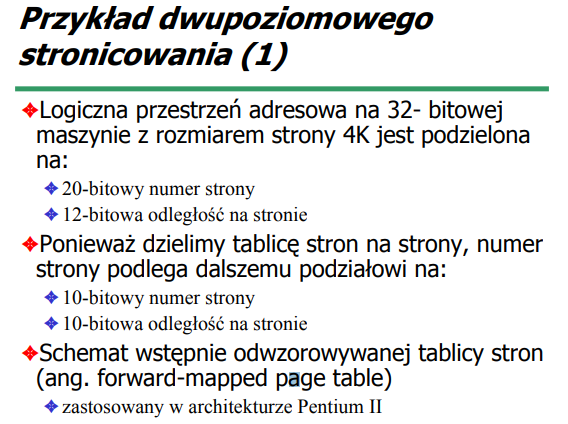 Przykład dwupoziomowego
stronicowania (1)
Logiczna przestrzeń adresowa na 32- bitowej
maszynie z rozmiarem strony 4K jest podzielona
na:
20-bitowy numer strony
12-bitowa odległość na stronie
Ponieważ dzielimy tablicę stron na strony, numer
strony podlega dalszemu podziałowi na:
10-bitowy numer strony
10-bitowa odległość na stronie
Schemat wstępnie odwzorowywanej tablicy stron
(ang. forward-mapped page table)
zastosowany w architekturze Pentium II